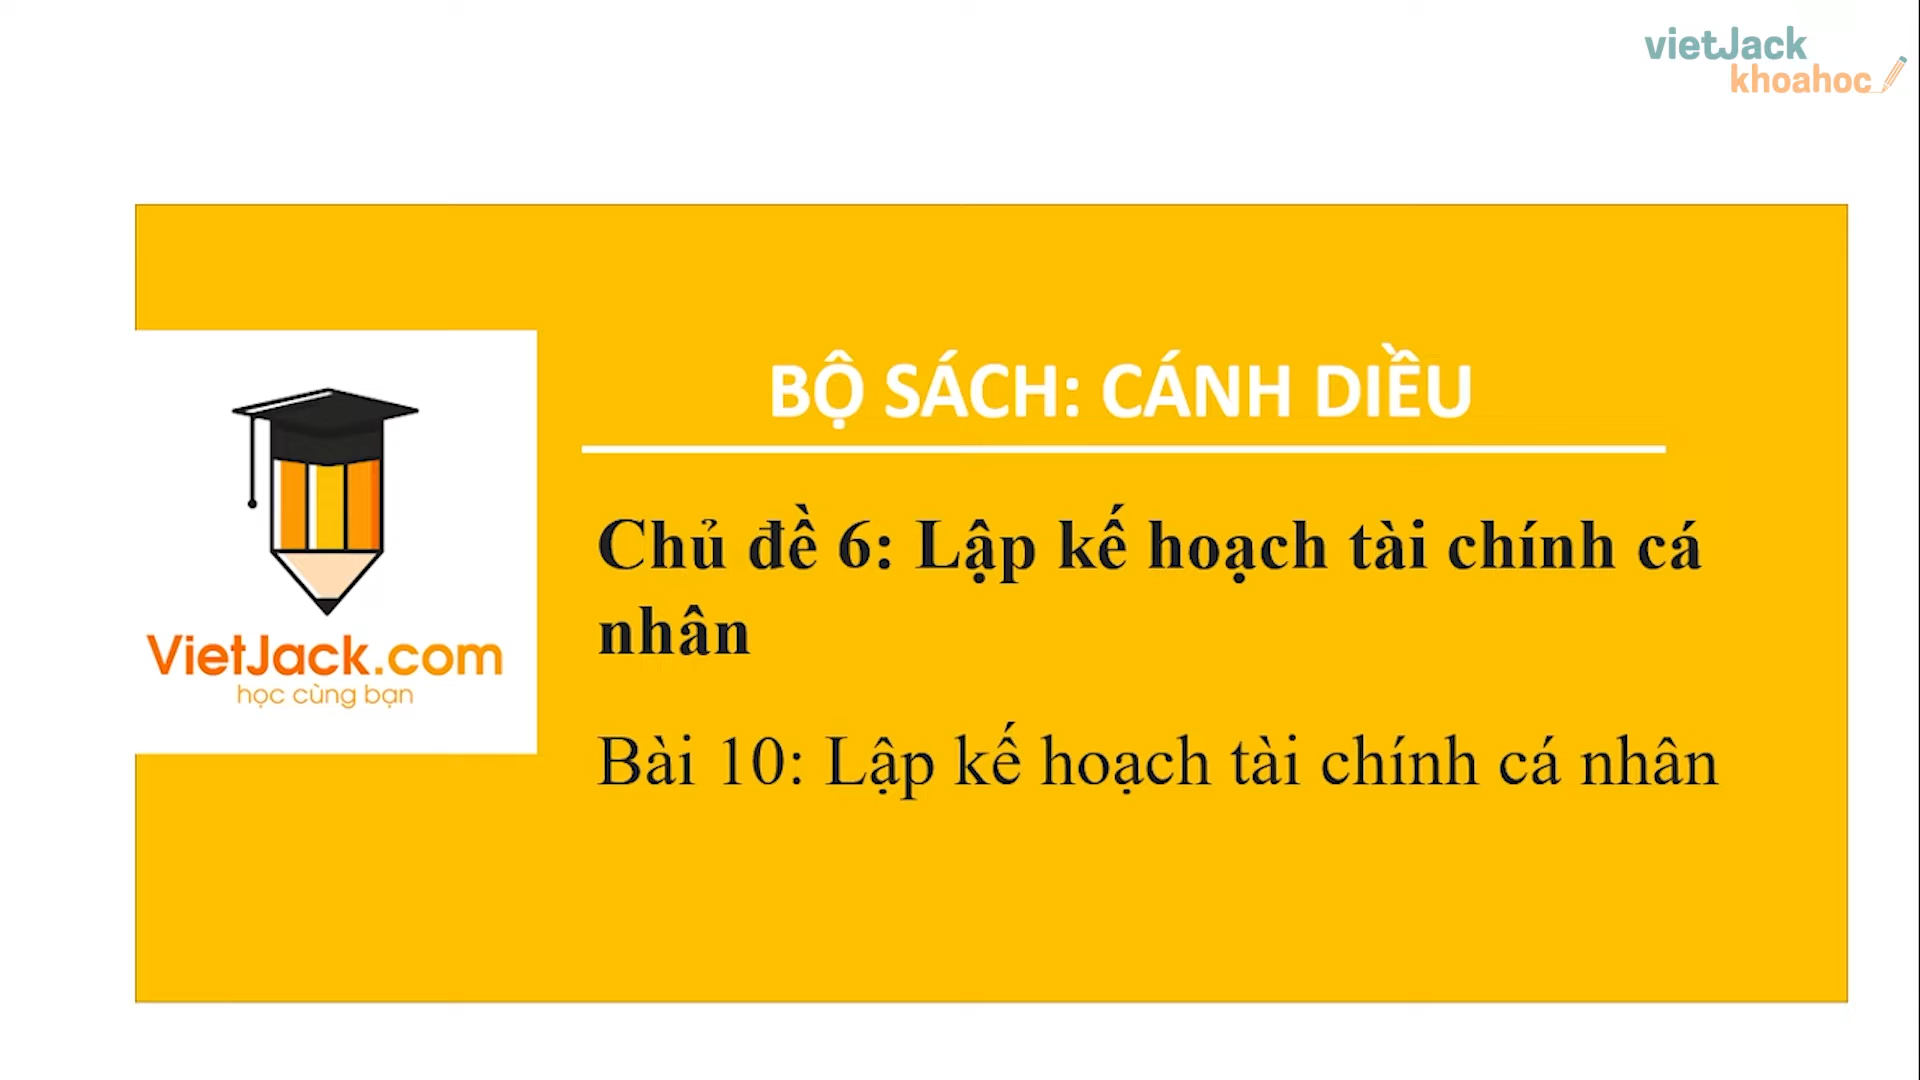 vietJack
khoahoc
BỘ SÁCH: CÁNH DIỀU
Chủ đề 6: Lập kế hoạch tài chính cá
nhân
Bài 10: Lập kế hoạch tài chính cá nhân
VietJack.com
học cùng bạn